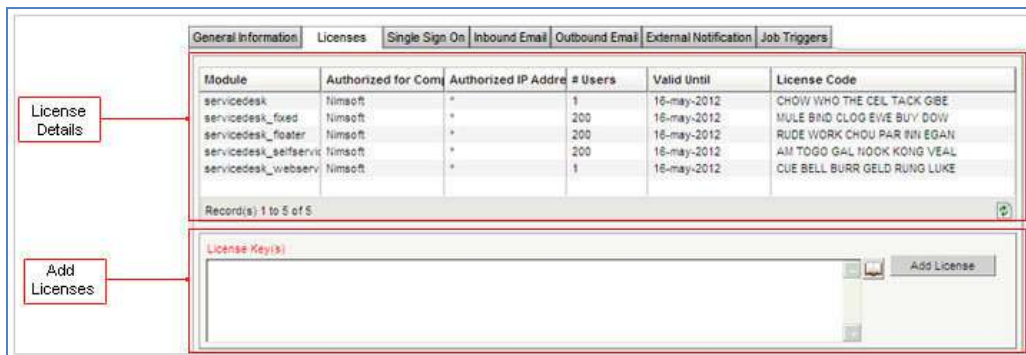 General Information Licenses Single Sign On Inbound Email Outbound Email External Notification Job Triggers
Module Authorized for Comp Authorized IP Addre # Users Valid Until License Code
servicedesk Nimsoft * 1 16-may-2012 CHOW WHO THE CEIL TACK GIBE
servicedesk_fixed Nimsoft * 200 16-may-2012 MULE BIND CLOG EWE BUY DOW
servicedesk_floater Nimsoft * 200 16-may-2012 RUDE WORK CHOU PAR INN EGAN
servicedesk_selfservic Nimsoft * 200 16-may-2012 AM TOGO GAL NOOK KONG VEAL
servicedesk_webserv Nimsoft * 1 16-may-2012 CUE BELL BURR GELD RUNG LUKE
License
Details
Record(s) 1 to 5 of 5
License Key(s)
Add License
Add
Licenses